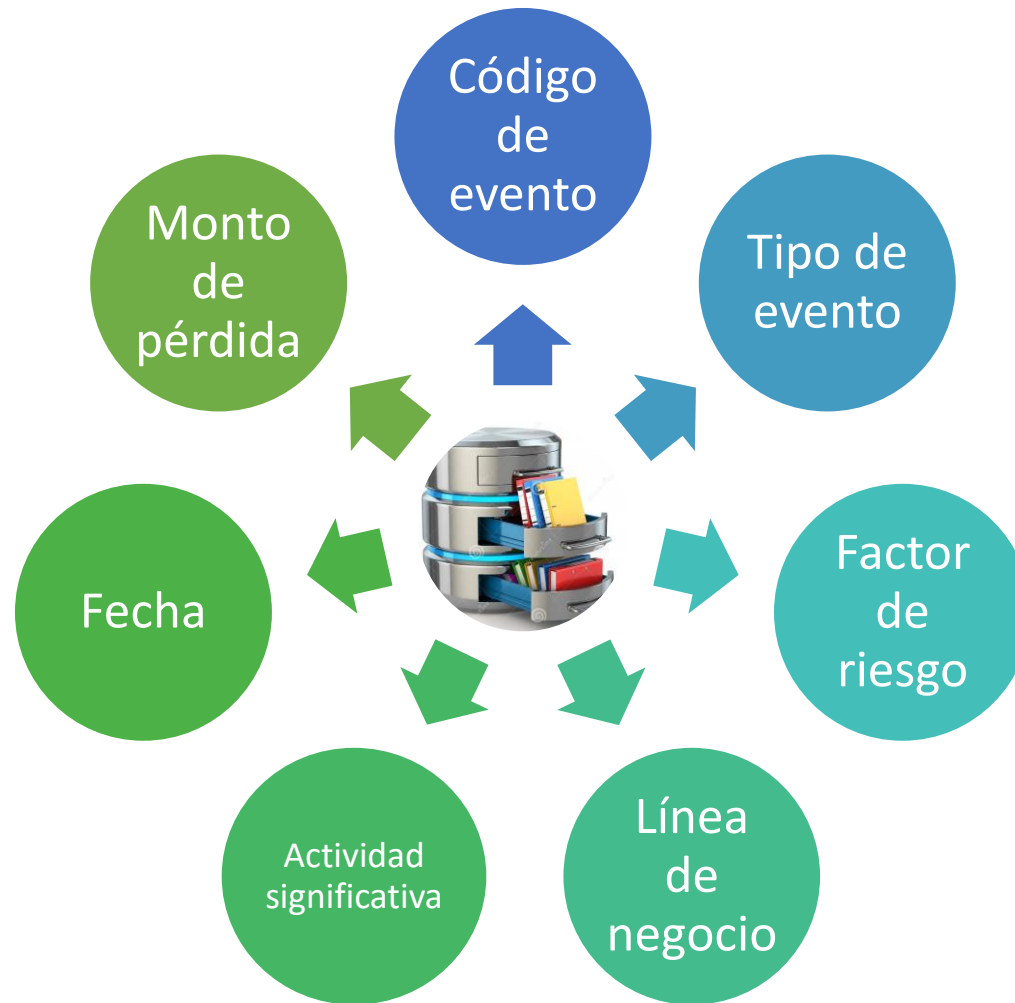 Código
de
evento
Tipo de
evento
Factor
de
riesgo
Línea
de
negocio
Actividad
significativa
Fecha
Monto
de
pérdida